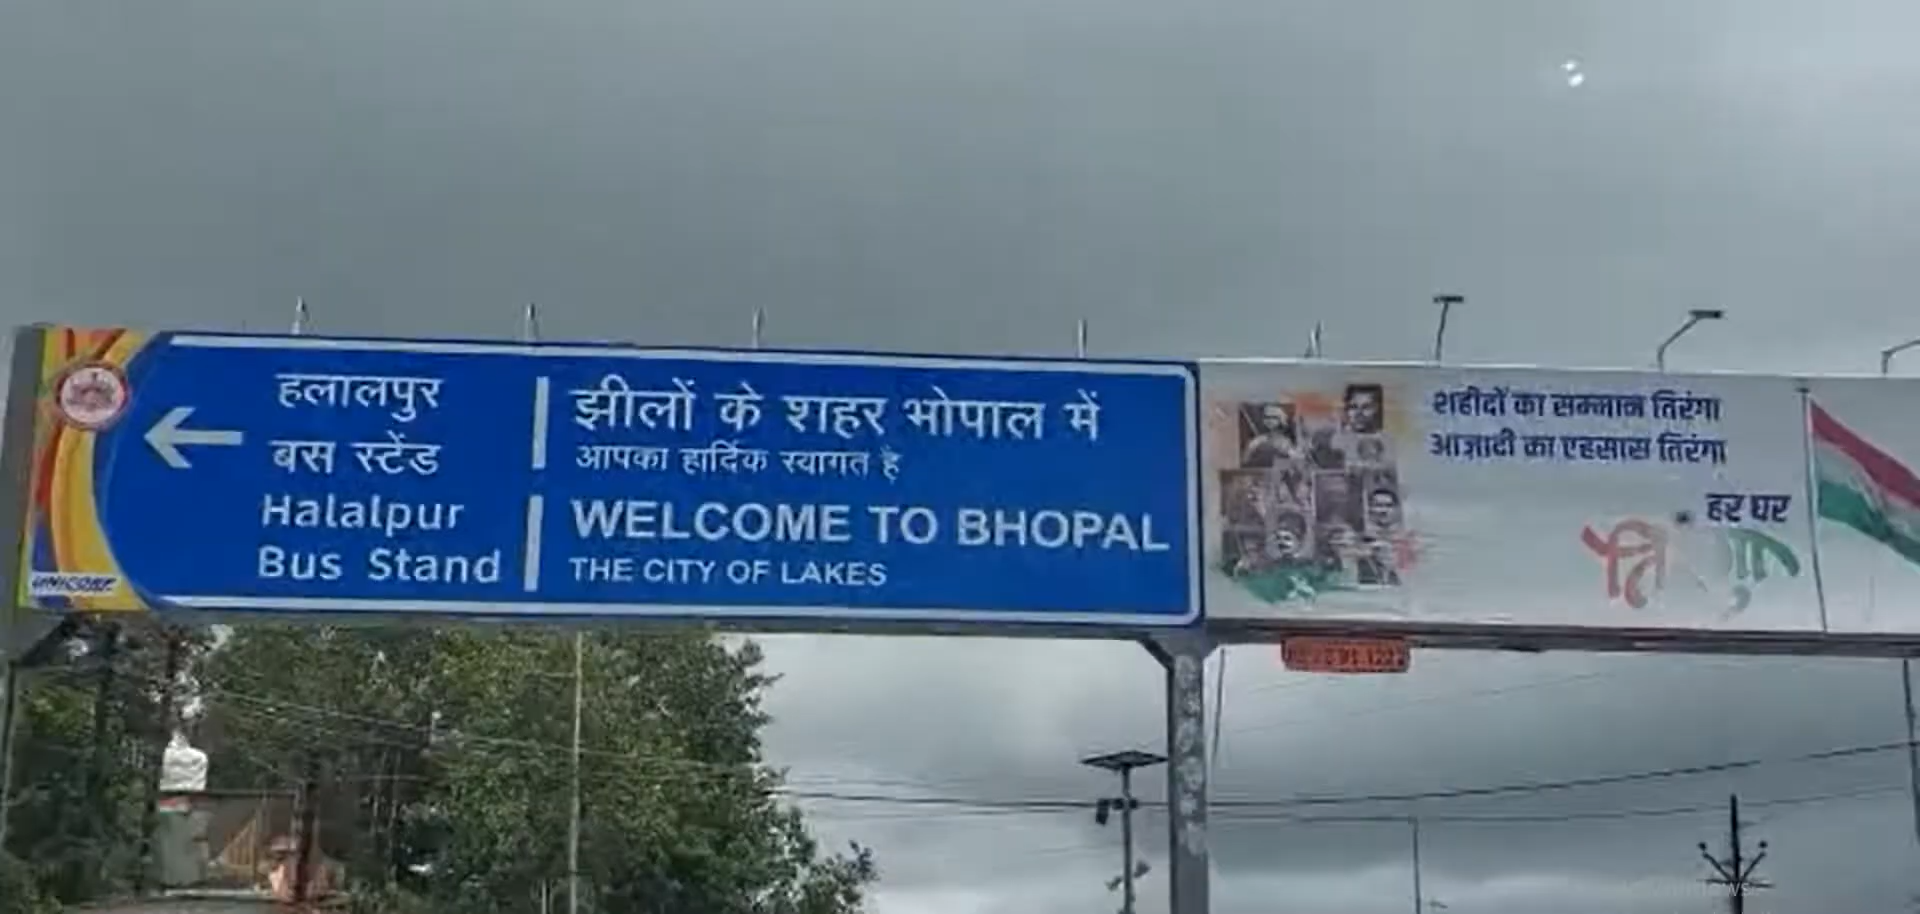 हलालपुर
बस स्टेंड
Halalpur
Bus Stand
झीलों के शहर भोपाल में
आपका हार्दिक स्वागत है
WELCOME TO BHOPAL
THE CITY OF LAKES
UNICORE
शहीदों का सम्मान तिरंगा
आज़ादी का एहसास तिरंगा
हर घर